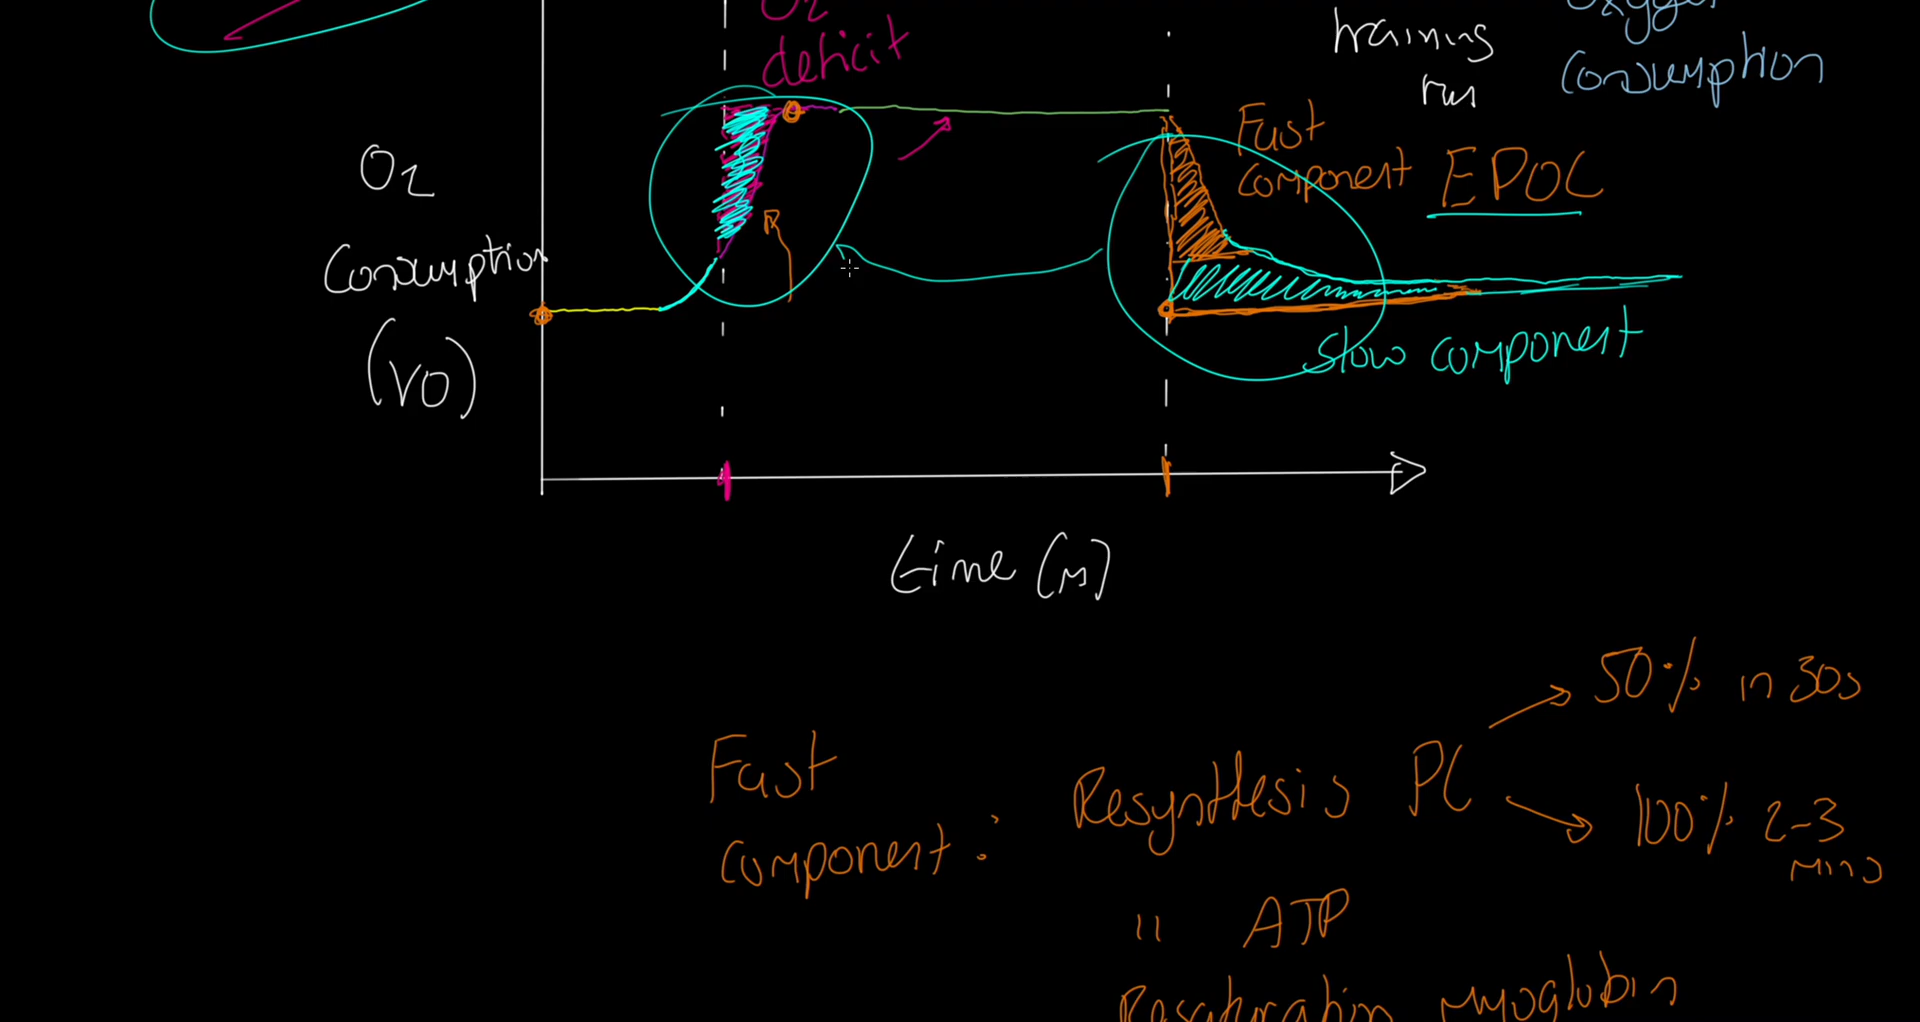 O2
deficit
training
run
oxygen
consumption
O2
Consumption
(VO)
Fast
component
EPOC
Slow component
time (m)
Fast
component:
Resynthesis PC
50% in 30s
100% 2-3
mins
" ATP
Resaturation myoglobin